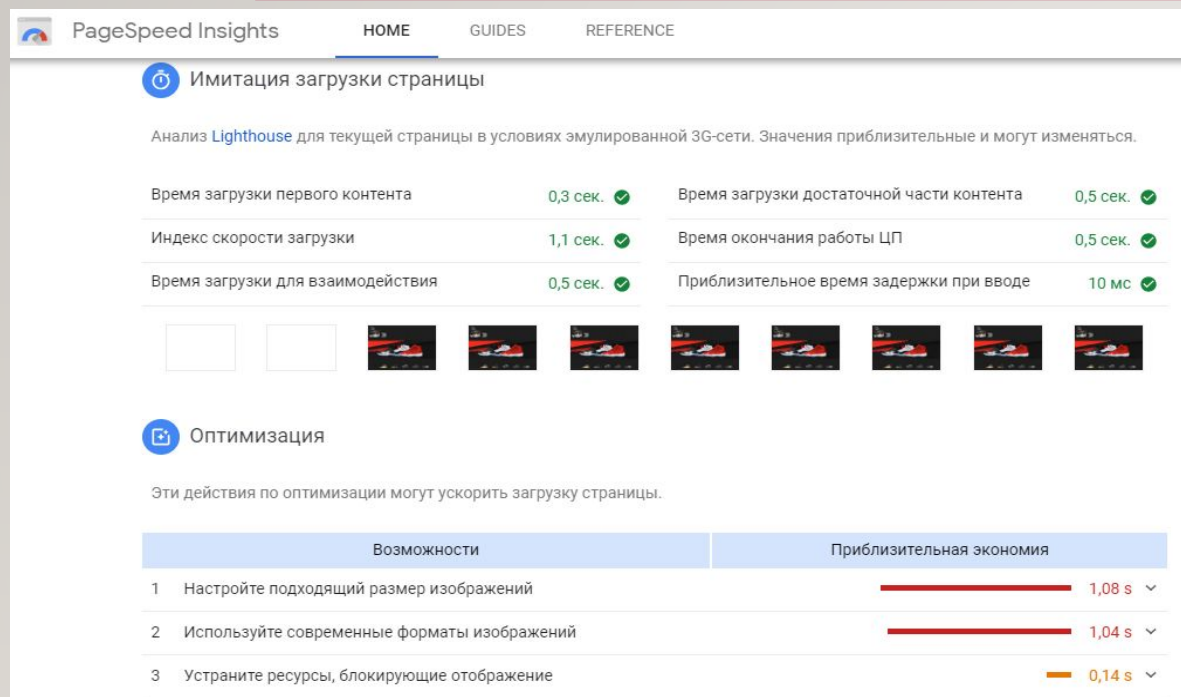 PageSpeed Insights HOME GUIDES REFERENCE
Имитация загрузки страницы
Анализ Lighthouse для текущей страницы в условиях эмулированной 3G-сети. Значения приблизительные и могут изменяться.
Время загрузки первого контента 0,3 сек. Время загрузки достаточной части контента 0,5 сек.
Индекс скорости загрузки 1,1 сек. Время окончания работы ЦП 0,5 сек.
Время загрузки для взаимодействия 0,5 сек. Приблизительное время задержки при вводе 10 мс
Оптимизация
Эти действия по оптимизации могут ускорить загрузку страницы.
Возможности Приблизительная экономия
1 Настройте подходящий размер изображений 1,08 s
2 Используйте современные форматы изображений 1,04 s
3 Устраните ресурсы, блокирующие отображение 0,14 s